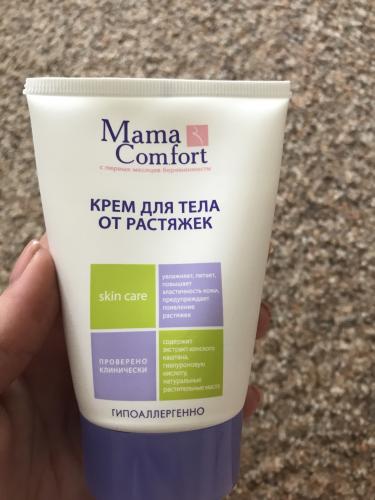 Mama
Comfort
с первых месяцев беременности
КРЕМ ДЛЯ ТЕЛА
ОТ РАСТЯЖЕК
skin care
увлажняет, питает,
повышает
эластичность кожи,
предупреждает
появление
растяжек
ПРОВЕРЕНО
КЛИНИЧЕСКИ
содержит
экстракт конского
каштана,
гиалуроновую
кислоту,
натуральные
растительные масла
ГИПОАЛЛЕРГЕННО